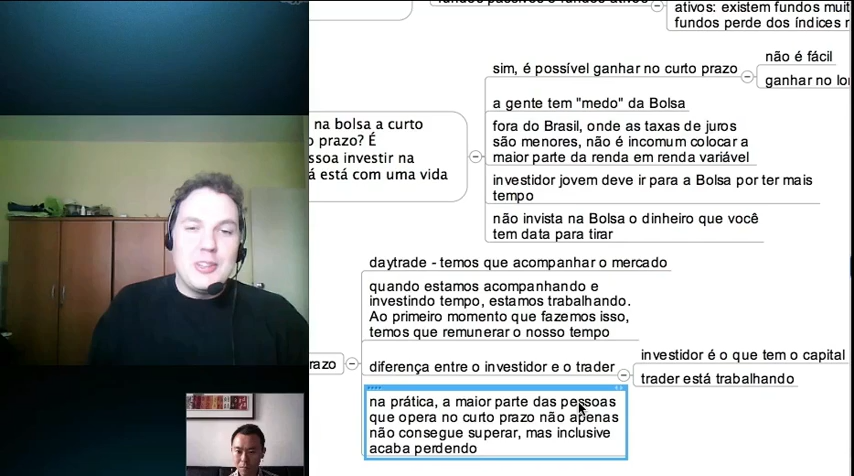 fundos passivos e fundos ativos
ativos: existem fundos muit
fundos perde dos índices r
não é fácil
sim, é possível ganhar no curto prazo
ganhar no lo
a gente tem "medo" da Bolsa
na bolsa a curto
o prazo? É
ssoa investir na
á está com uma vida
fora do Brasil, onde as taxas de juros
são menores, não é incomum colocar a
maior parte da renda em renda variável
investidor jovem deve ir para a Bolsa por ter mais
tempo
não invista na Bolsa o dinheiro que você
tem data para tirar
daytrade - temos que acompanhar o mercado
quando estamos acompanhando e
investindo tempo, estamos trabalhando.
Ao primeiro momento que fazemos isso,
temos que remunerar o nosso tempo
razo
diferença entre o investidor e o trader
investidor é o que tem o capital
trader está trabalhando
na prática, a maior parte das pessoas
que opera no curto prazo não apenas
não consegue superar, mas inclusive
acaba perdendo